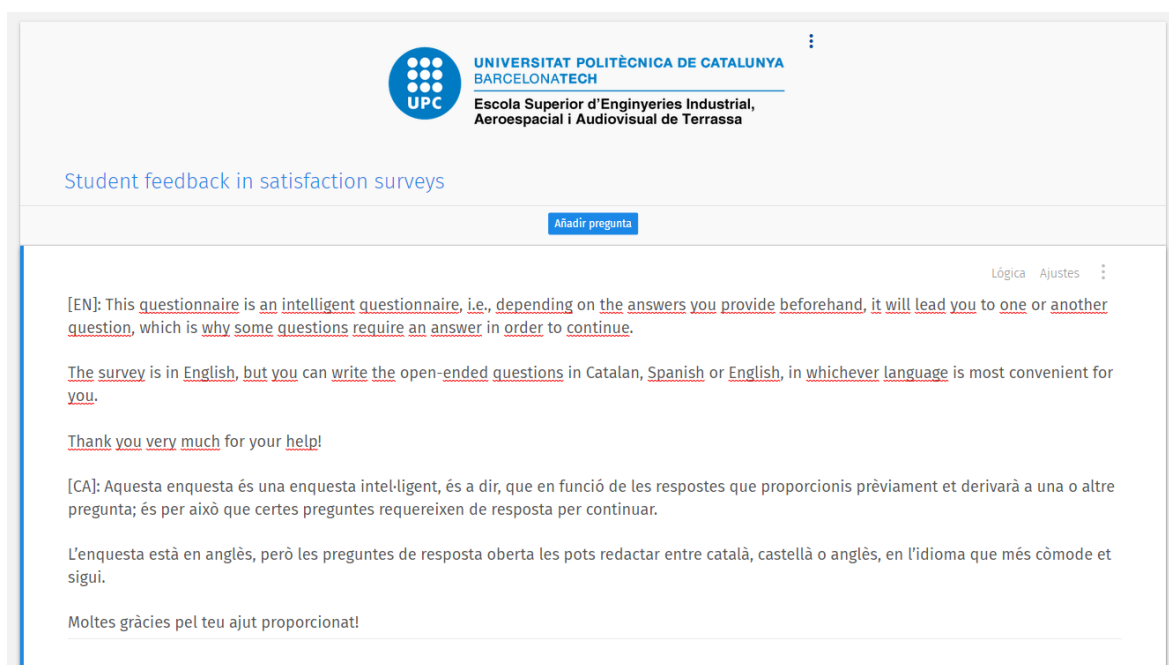 UNIVERSITAT POLITÈCNICA DE CATALUNYA
BARCELONATECH
Escola Superior d'Enginyeries Industrial,
Aeroespacial i Audiovisual de Terrassa
UPC
Student feedback in satisfaction surveys
Añadir pregunta
Lógica Ajustes
[EN]: This questionnaire is an intelligent questionnaire, i.e., depending on the answers you provide beforehand, it will lead you to one or another
question, which is why some questions require an answer in order to continue.
The survey is in English, but you can write the open-ended questions in Catalan, Spanish or English, in whichever language is most convenient for
you.
Thank you very much for your help!
[CA]: Aquesta enquesta és una enquesta intel·ligent, és a dir, que en funció de les respostes que proporcionis prèviament et derivarà a una o altre
pregunta; és per això que certes preguntes requereixen de resposta per continuar.
L'enquesta està en anglès, però les preguntes de resposta oberta les pots redactar entre català, castellà o anglès, en l'idioma que més còmode et
sigui.
Moltes gràcies pel teu ajut proporcionat!